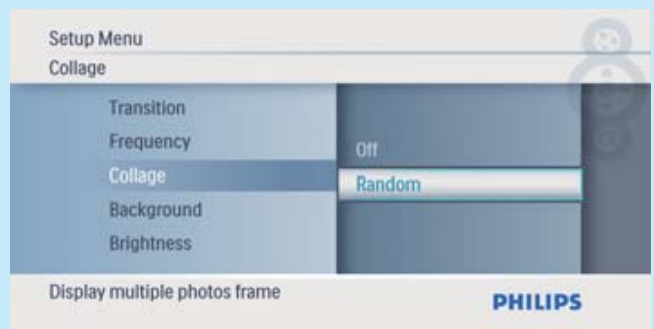 Setup Menu
Collage
Transition
Frequency
Collage
Background
Brightness
Off
Random
Display multiple photos frame
PHILIPS